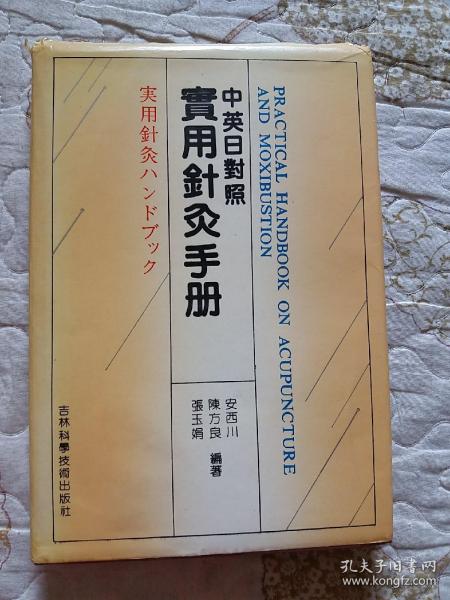 PRACTICAL HANDBOOK ON ACUPUNCTURE
AND MOXIBUSTION
中英日對照
實用針灸手册
実用針灸ハンドブック
安西川
陳方良
張玉娟
編著
吉林科學技術出版社
孔夫子旧书网
www.kongfz.com